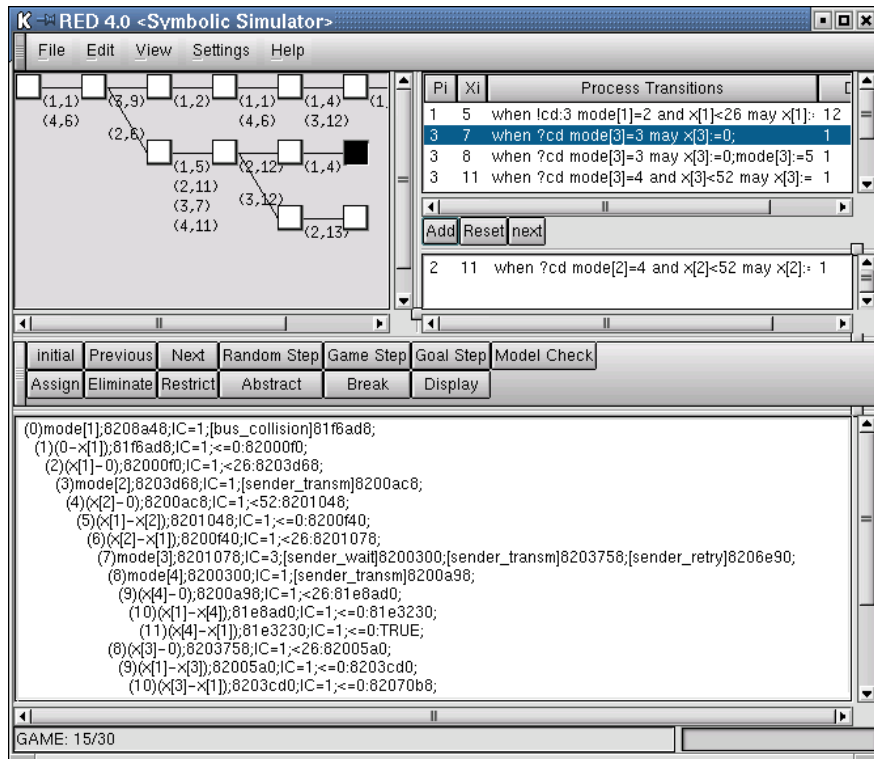 RED 4.0 <Symbolic Simulator>
File Edit View Settings Help
(1,1) (3,9) (1,2) (1,1) (1,4) (1,
(4,6) (4,6) (3,12)
(2,6)
(1,5) (2,12) (1,4)
(2,11)
(3,7) (3,12)
(4,11) (2,13)
Pi Xi Process Transitions
1 5 when !cd:3 mode[1]=2 and x[1]<26 may x[1]: 12
3 7 when ?cd mode[3]=3 may x[3]:=0; 1
3 8 when ?cd mode[3]=3 may x[3]:=0;mode[3]:=5 1
3 11 when ?cd mode[3]=4 and x[3]<52 may x[3]:= 1
Add Reset next
2 11 when ?cd mode[2]=4 and x[2]<52 may x[2]: 1
initial Previous Next Random Step Game Step Goal Step Model Check
Assign Eliminate Restrict Abstract Break Display
(0)mode[1];8208a48;IC=1;[bus_collision]81f6ad8;
(1)(0-x[1]);81f6ad8;IC=1;<=0:82000f0;
(2)(x[1]-0);82000f0;IC=1;<26:8203d68;
(3)mode[2];8203d68;IC=1;[sender_transm]8200ac8;
(4)(x[2]-0);8200ac8;IC=1;<52:8201048;
(5)(x[1]-x[2]);8201048;IC=1;<=0:8200f40;
(6)(x[2]-x[1]);8200f40;IC=1;<26:8201078;
(7)mode[3];8201078;IC=3;[sender_wait]8200300;[sender_transm]8203758;[sender_retry]8206e90;
(8)mode[4];8200300;IC=1;[sender_transm]8200a98;
(9)(x[4]-0);8200a98;IC=1;<26:81e8ad0;
(10)(x[1]-x[4]);81e8ad0;IC=1;<=0:81e3230;
(11)(x[4]-x[1]);81e3230;IC=1;<=0:TRUE;
(8)(x[3]-0);8203758;IC=1;<26:82005a0;
(9)(x[1]-x[3]);82005a0;IC=1;<=0:8203cd0;
(10)(x[3]-x[1]);8203cd0;IC=1;<=0:82070b8;
GAME: 15/30